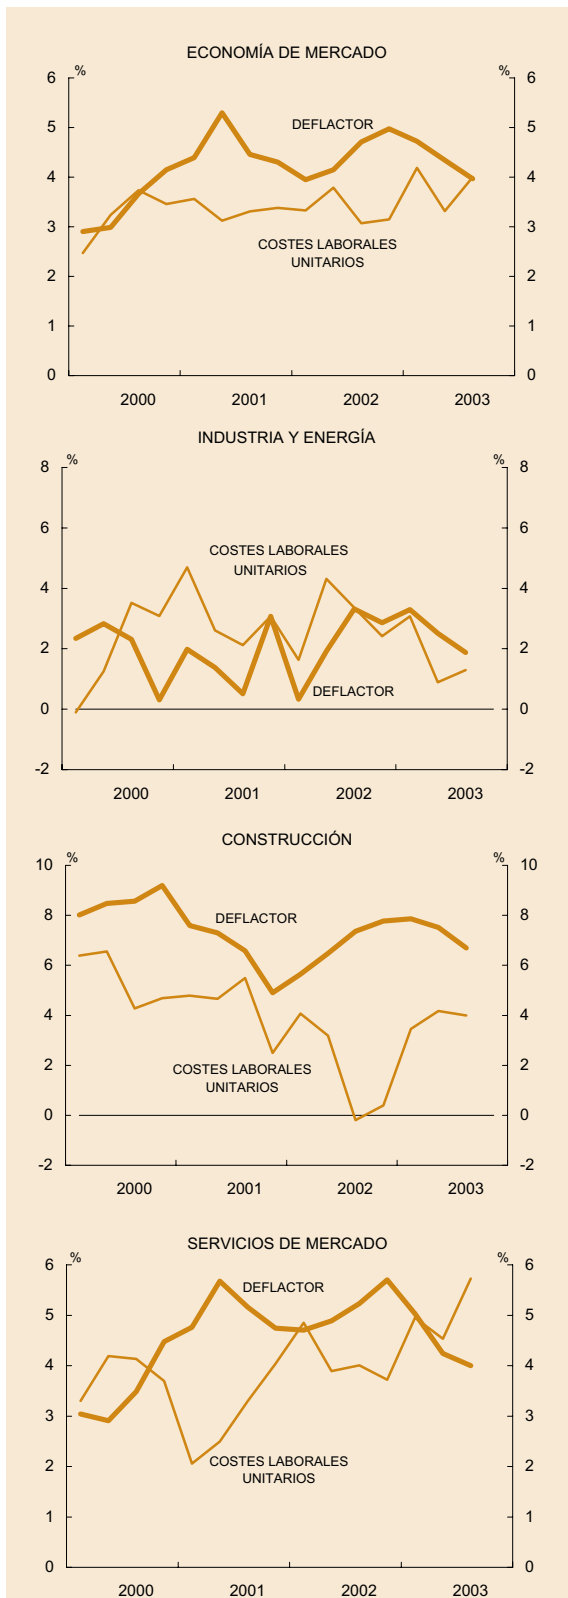 ECONOMÍA DE MERCADO
% %
6 6
DEFLACTOR
5 5
4 4
3 3
COSTES LABORALES
UNITARIOS
2 2
1 1
0 0
2000 2001 2002 2003
INDUSTRIA Y ENERGÍA
% %
8 8
6 6
COSTES LABORALES
UNITARIOS
4 4
2 2
DEFLACTOR
0 0
-2 -2
2000 2001 2002 2003
CONSTRUCCIÓN
% %
10 10
8 8
DEFLACTOR
6 6
4 4
2 2
COSTES LABORALES
UNITARIOS
0 0
-2 -2
2000 2001 2002 2003
SERVICIOS DE MERCADO
% %
6 6
DEFLACTOR
5 5
4 4
3 3
2 2
COSTES LABORALES
UNITARIOS
1 1
0 0
2000 2001 2002 2003